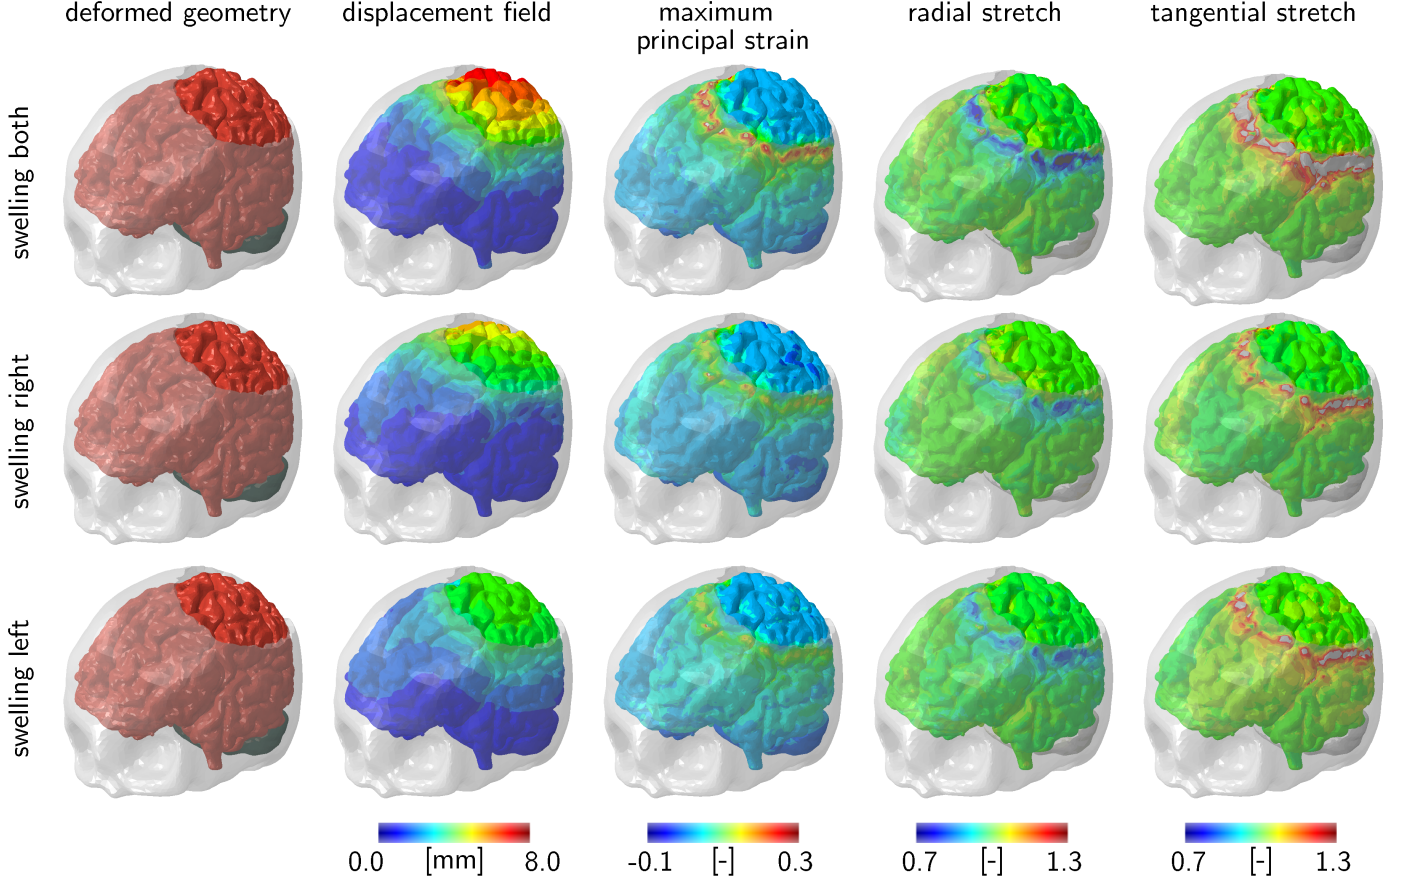 deformed geometry
displacement field
maximum
principal strain
radial stretch
tangential stretch
swelling both
swelling right
swelling left
0.0 [mm] 8.0
-0.1 [-] 0.3
0.7 [-] 1.3
0.7 [-] 1.3